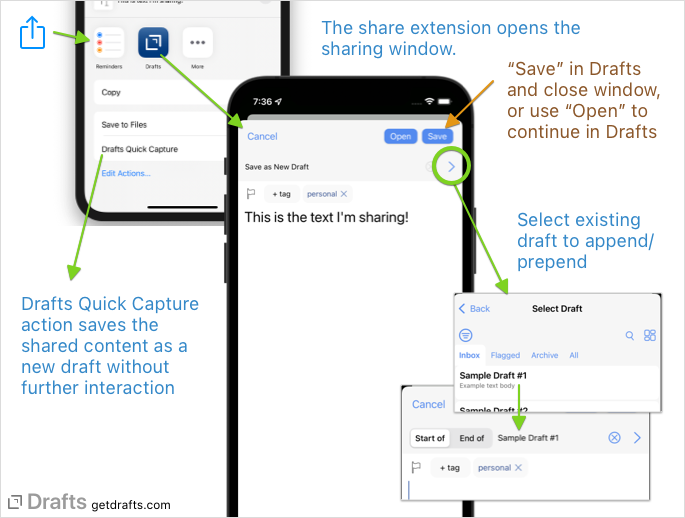 This is the text I'm sharing!
Reminders
Drafts
More
Copy
Save to Files
Drafts Quick Capture
Edit Actions...
The share extension opens the
sharing window.
“Save” in Drafts
and close window,
or use “Open” to
continue in Drafts
7:36
Cancel
Open
Save
Save as New Draft
+ tag
personal
This is the text I'm sharing!
Select existing
draft to append/
prepend
Drafts Quick Capture
action saves the
shared content as a
new draft without
further interaction
Back
Select Draft
Inbox Flagged Archive All
Sample Draft #1
Example text body
Sample Draft #2
Cancel
Start of End of Sample Draft #1
+ tag personal
Drafts getdrafts.com